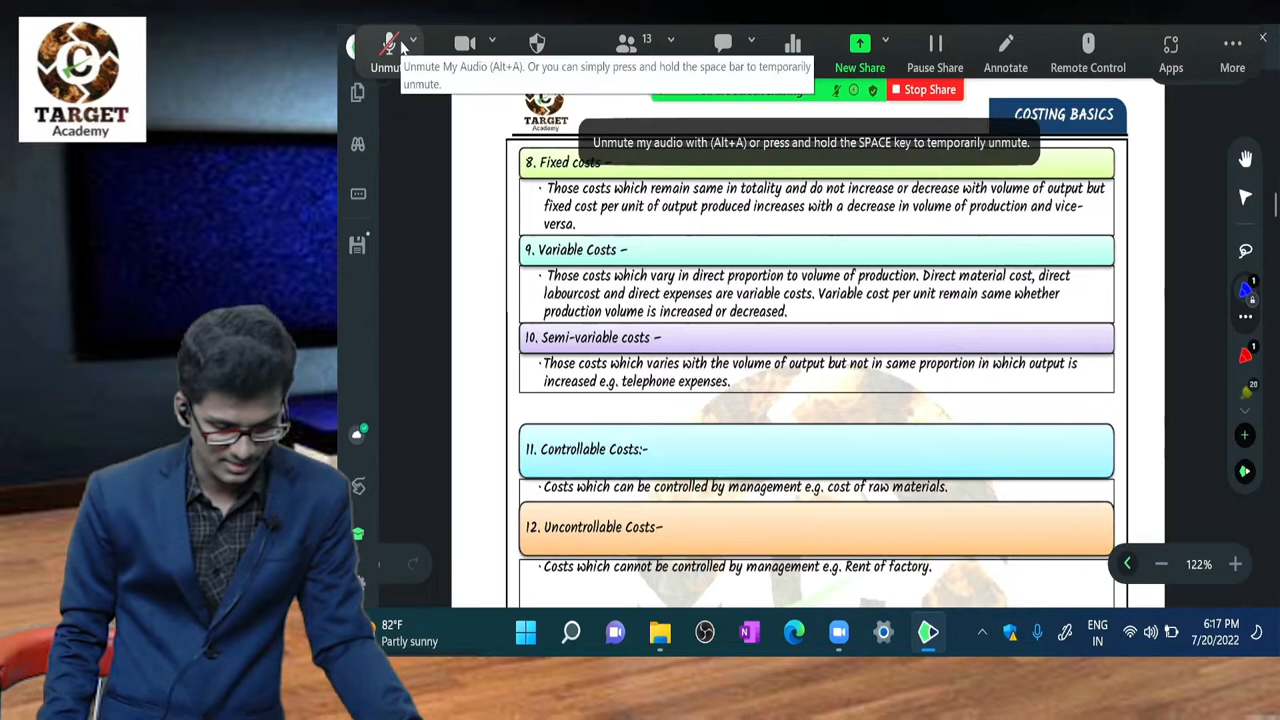 C
TARGET
Academy
13
Unmu
New Share
Pause Share
Annotate
Remote Control
Apps
More
Unmute My Audio (Alt+A). Or you can simply press and hold the space bar to temporarily
unmute.
Stop Share
TARGET
Academy
COSTING BASICS
Unmute my audio with (Alt+A) or press and hold the SPACE key to temporarily unmute.
8. Fixed costs –
· Those costs which remain same in totality and do not increase or decrease with volume of output but
fixed cost per unit of output produced increases with a decrease in volume of production and vice-
versa.
9. Variable Costs –
· Those costs which vary in direct proportion to volume of production. Direct material cost, direct
labourcost and direct expenses are variable costs. Variable cost per unit remain same whether
production volume is increased or decreased.
10. Semi-variable costs –
· Those costs which varies with the volume of output but not in same proportion in which output is
increased e.g. telephone expenses.
11. Controllable Costs:-
· Costs which can be controlled by management e.g. cost of raw materials.
12. Uncontrollable Costs–
· Costs which cannot be controlled by management e.g. Rent of factory.
1
1
20
122%
82°F
Partly sunny
ENG
IN
6:17 PM
7/20/2022